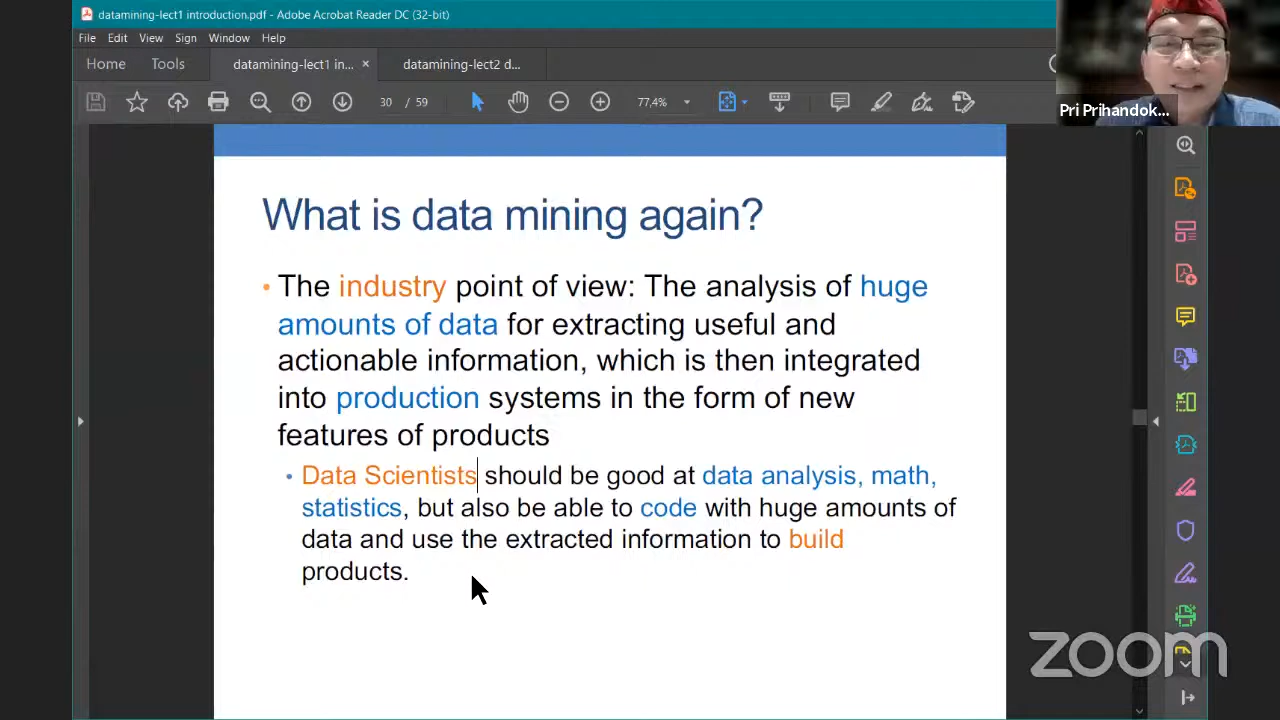 datamining-lect1 introduction.pdf - Adobe Acrobat Reader DC (32-bit)
File Edit View Sign Window Help
Home Tools datamining-lect1 in... × datamining-lect2 d...
30 / 59 77,4%
Pri Prihandok...
What is data mining again?
• The industry point of view: The analysis of huge
amounts of data for extracting useful and
actionable information, which is then integrated
into production systems in the form of new
features of products
• Data Scientists should be good at data analysis, math,
statistics, but also be able to code with huge amounts of
data and use the extracted information to build
products.
zoom